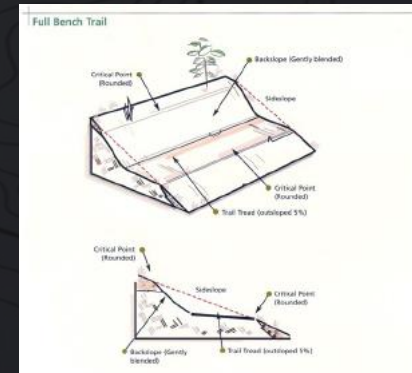 Full Bench Trail
Critical Point
(Rounded)
Backslope (Gently blended)
Sideslope
Critical Point
(Rounded)
Trail Tread (outsloped 5%)
Critical Point
(Rounded)
Sideslope
Critical Point
(Rounded)
Backslope (Gently
blended)
Trail Tread (outsloped 5%)